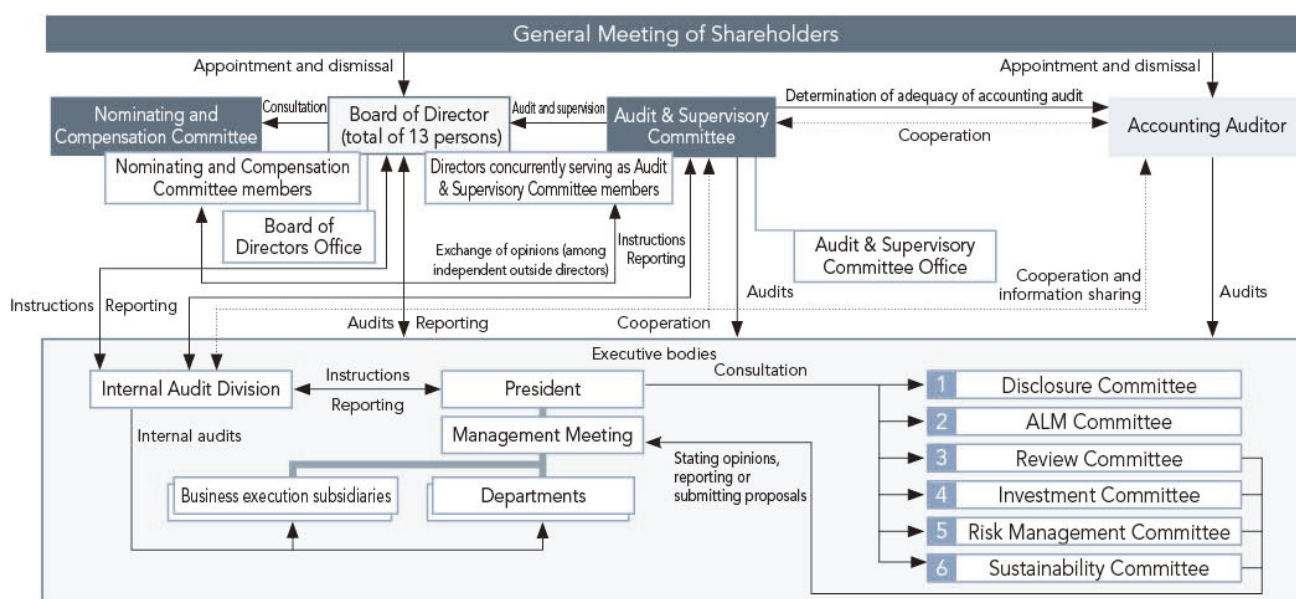 General Meeting of Shareholders
Appointment and dismissal
Appointment and dismissal
Nominating and
Compensation Committee
Consultation
Board of Director
(total of 13 persons)
Audit and supervision
Audit & Supervisory
Committee
Determination of adequacy of accounting audit
Cooperation
Accounting Auditor
Nominating and Compensation
Committee members
Directors concurrently serving as Audit
& Supervisory Committee members
Board of
Directors Office
Exchange of opinions (among
independent outside directors)
Instructions
Reporting
Audit & Supervisory
Committee Office
Cooperation and
information sharing
Instructions
Reporting
Audits
Reporting
Cooperation
Audits
Audits
Executive bodies
Internal Audit Division
Instructions
Reporting
President
Consultation
Internal audits
Management Meeting
Stating opinions,
reporting or
submitting proposals
Business execution subsidiaries
Departments
1 Disclosure Committee
2 ALM Committee
3 Review Committee
4 Investment Committee
5 Risk Management Committee
6 Sustainability Committee